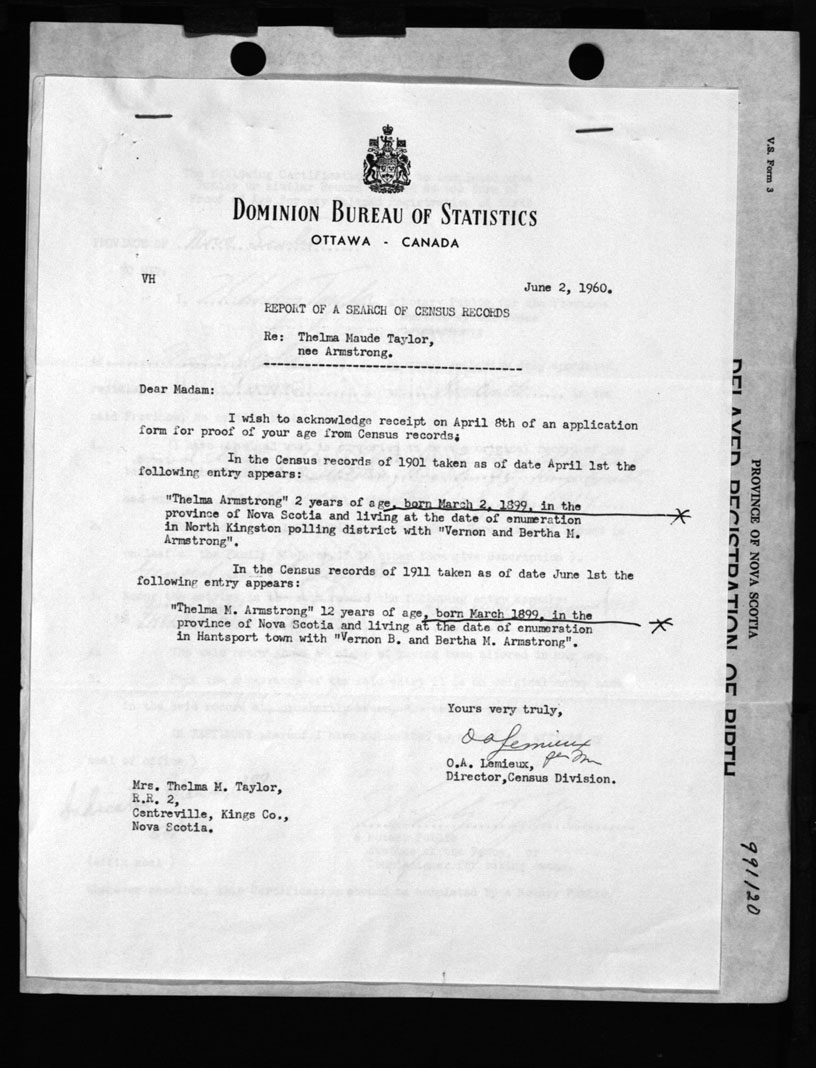 DOMINION BUREAU OF STATISTICS
OTTAWA - CANADA
VH
June 2, 1960.
REPORT OF A SEARCH OF CENSUS RECORDS
Re: Thelma Maude Taylor,
nee Armstrong.
Dear Madam:
I wish to acknowledge receipt on April 8th of an application
form for proof of your age from Census records.
In the Census records of 1901 taken as of date April 1st the
following entry appears:
"Thelma Armstrong" 2 years of age, born March 2, 1899, in the
province of Nova Scotia and living at the date of enumeration
in North Kingston polling district with "Vernon and Bertha M.
Armstrong".
In the Census records of 1911 taken as of date June 1st the
following entry appears:
"Thelma M. Armstrong" 12 years of age, born March 1899, in the
province of Nova Scotia and living at the date of enumeration
in Hantsport town with "Vernon B. and Bertha M. Armstrong".
Yours very truly,
O A Lemieux
O.A. Lemieux,
Director,Census Division.
Mrs. Thelma M. Taylor,
R.R. 2,
Centreville, Kings Co.,
Nova Scotia.
V.S. Form 3
PROVINCE OF NOVA SCOTIA
DELAYED REGISTRATION OF BIRTH
991120